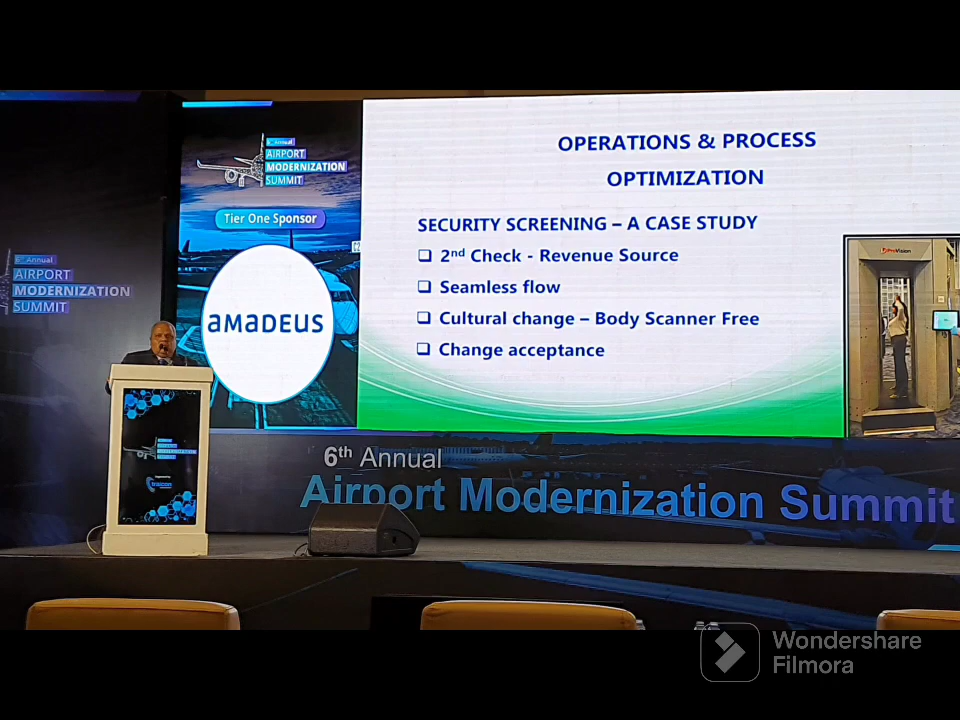 6th Annual
AIRPORT
MODERNIZATION
SUMMIT
6th Annual
AIRPORT
MODERNIZATION
SUMMIT
Tier One Sponsor
amadeus
OPERATIONS & PROCESS
OPTIMIZATION
SECURITY SCREENING – A CASE STUDY
❑ 2nd Check - Revenue Source
❑ Seamless flow
❑ Cultural change – Body Scanner Free
❑ Change acceptance
ProVision
traicon
6th Annual
Airport Modernization Summit
Wondershare
Filmora